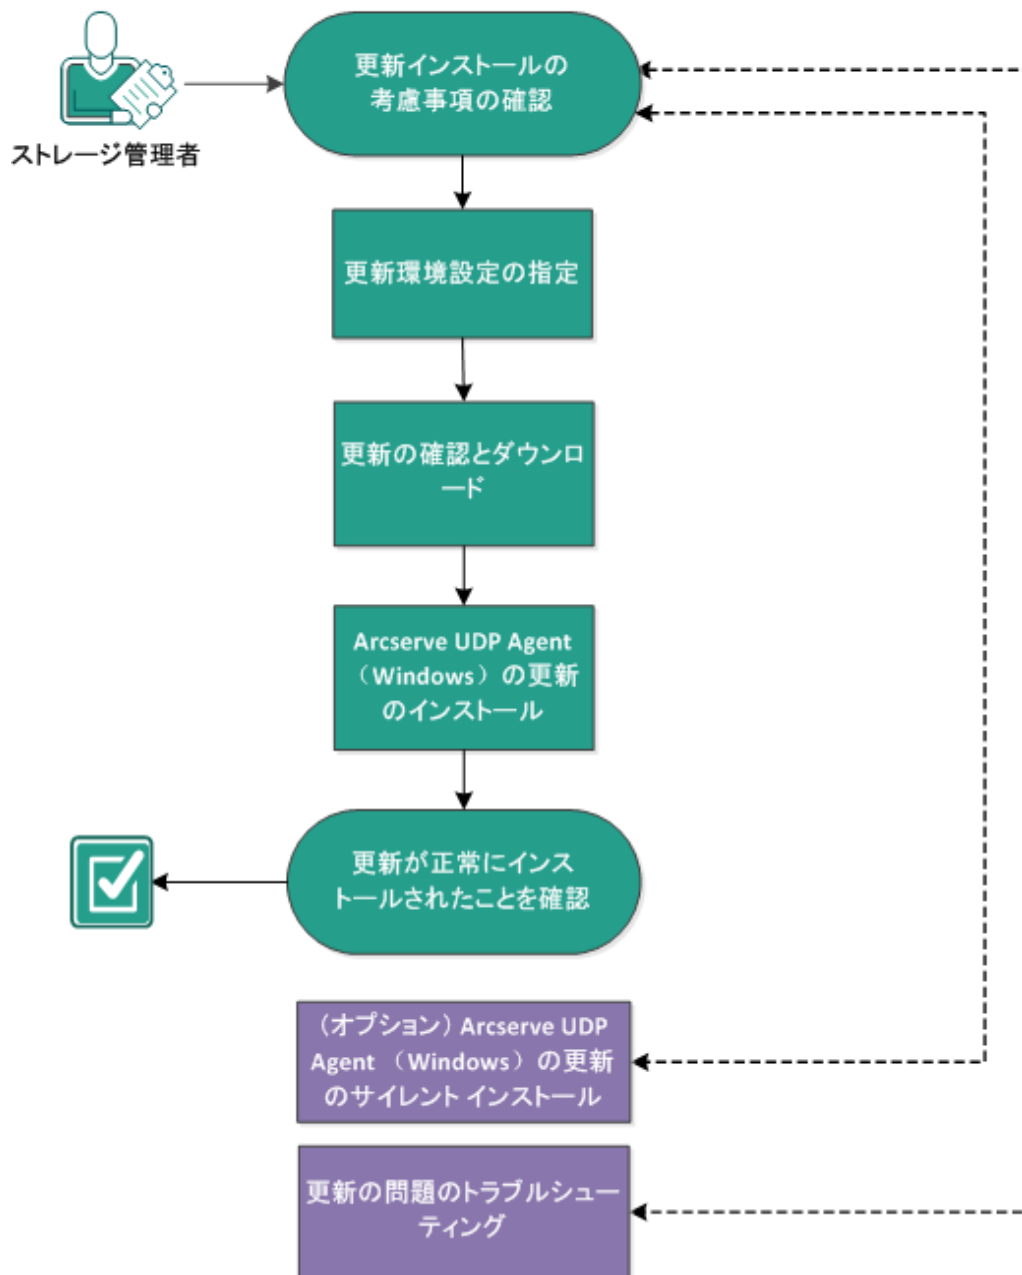 更新インストールの
考慮事項の確認
ストレージ管理者
更新環境設定の指定
更新の確認とダウンロ
ード
Arcserve UDP Agent
（Windows）の更新
のインストール
更新が正常にインス
トールされたことを確認
（オプション）Arcserve UDP
Agent （Windows）の更新
のサイレント インストール
更新の問題のトラブルシュー
ティング